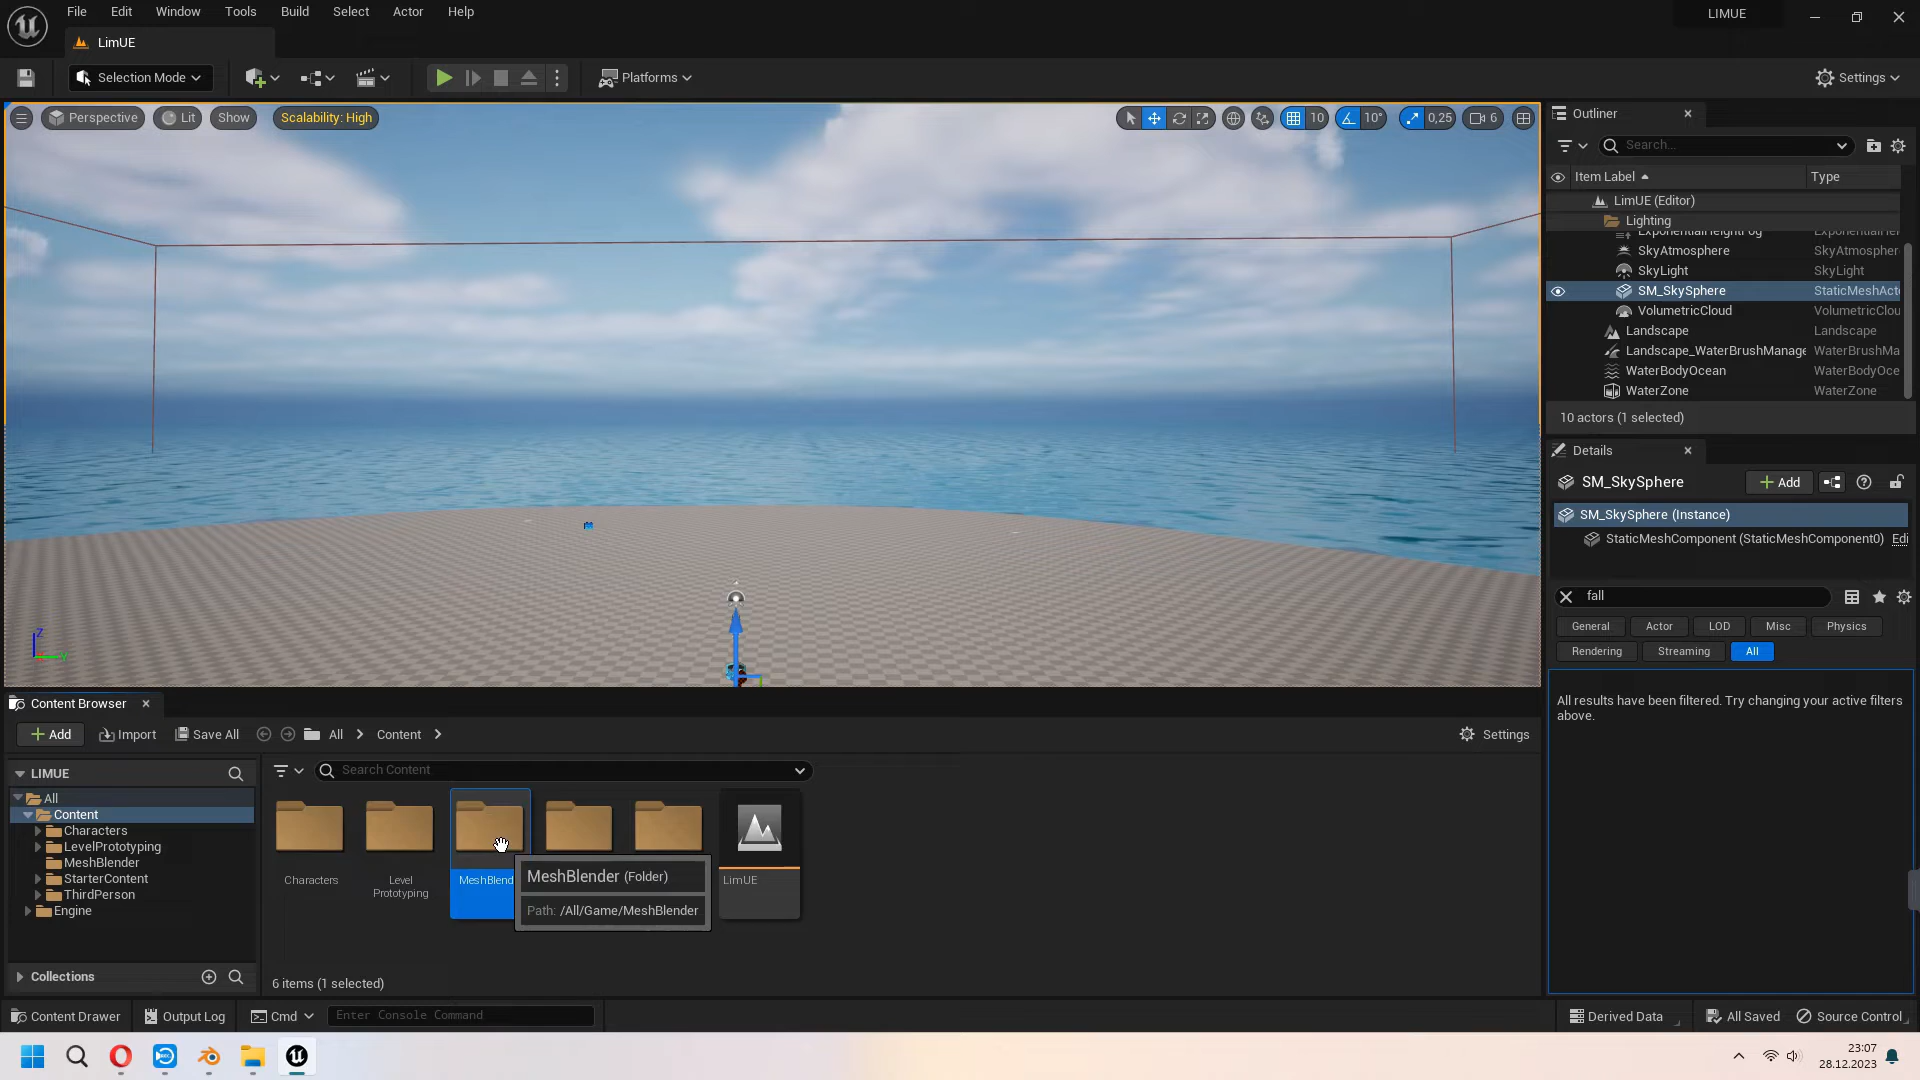 File Edit Window Tools Build Select Actor Help
LIMUE
LimUE
Selection Mode
Platforms
Settings
Perspective
Lit
Show
Scalability: High
10
10°
0,25
6
Outliner
Search...
Item Label
Type
LimUE (Editor)
Lighting
SkyAtmosphere SkyAtmospher
SkyLight SkyLight
SM_SkySphere StaticMeshAct
VolumetricCloud VolumetricClou
Landscape Landscape
Landscape_WaterBrushManage WaterBrushMa
WaterBodyOcean WaterBodyOce
WaterZone WaterZone
10 actors (1 selected)
Details
SM_SkySphere
Add
SM_SkySphere (Instance)
StaticMeshComponent (StaticMeshComponent0) Edi
fall
General Actor LOD Misc Physics
Rendering Streaming All
All results have been filtered. Try changing your active filters
above.
Z
Content Browser
Add Import Save All All Content
Settings
LIMUE
All
Content
Characters
LevelPrototyping
MeshBlender
StarterContent
ThirdPerson
Engine
Collections
Search Content
Characters
Level
Prototyping
MeshBlend
LimUE
MeshBlender (Folder)
Path: /All/Game/MeshBlender
6 items (1 selected)
Content Drawer Output Log Cmd Enter Console Command
Derived Data All Saved Source Control
23:07
28.12.2023